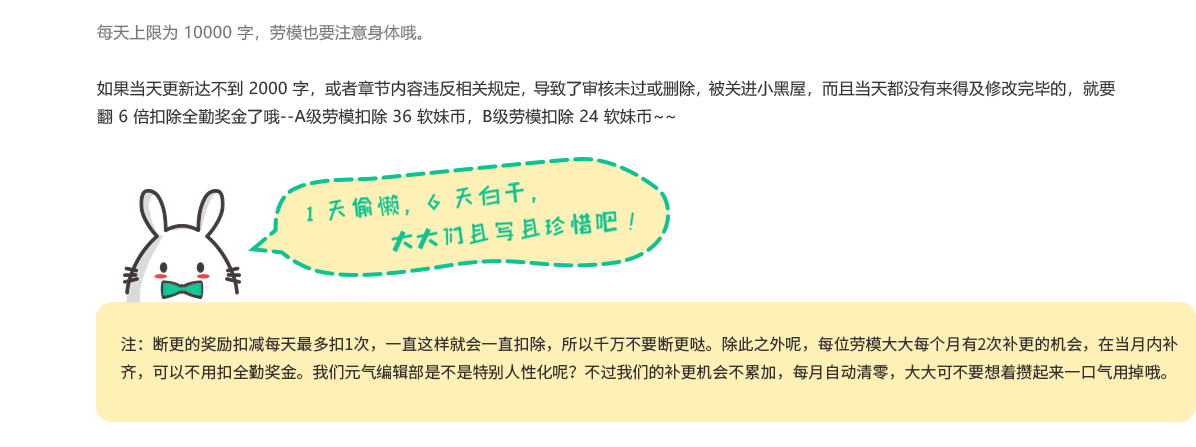 每天上限为 10000 字，劳模也要注意身体哦。
如果当天更新达不到 2000 字，或者章节内容违反相关规定，导致了审核未过或删除，被关进小黑屋，而且当天都没有来得及修改完毕的，就要
翻 6 倍扣除全勤奖金了哦--A级劳模扣除 36 软妹币，B级劳模扣除 24 软妹币~~
1 天偷懒，6 天白干，
大大们且写且珍惜吧！
注：断更的奖励扣减每天最多扣1次，一直这样就会一直扣除，所以千万不要断更哒。除此之外呢，每位劳模大大每个月有2次补更的机会，在当月内补
齐，可以不用扣全勤奖金。我们元气编辑部是不是特别人性化呢？不过我们的补更机会不累加，每月自动清零，大大可不要想着攒起来一口气用掉哦。